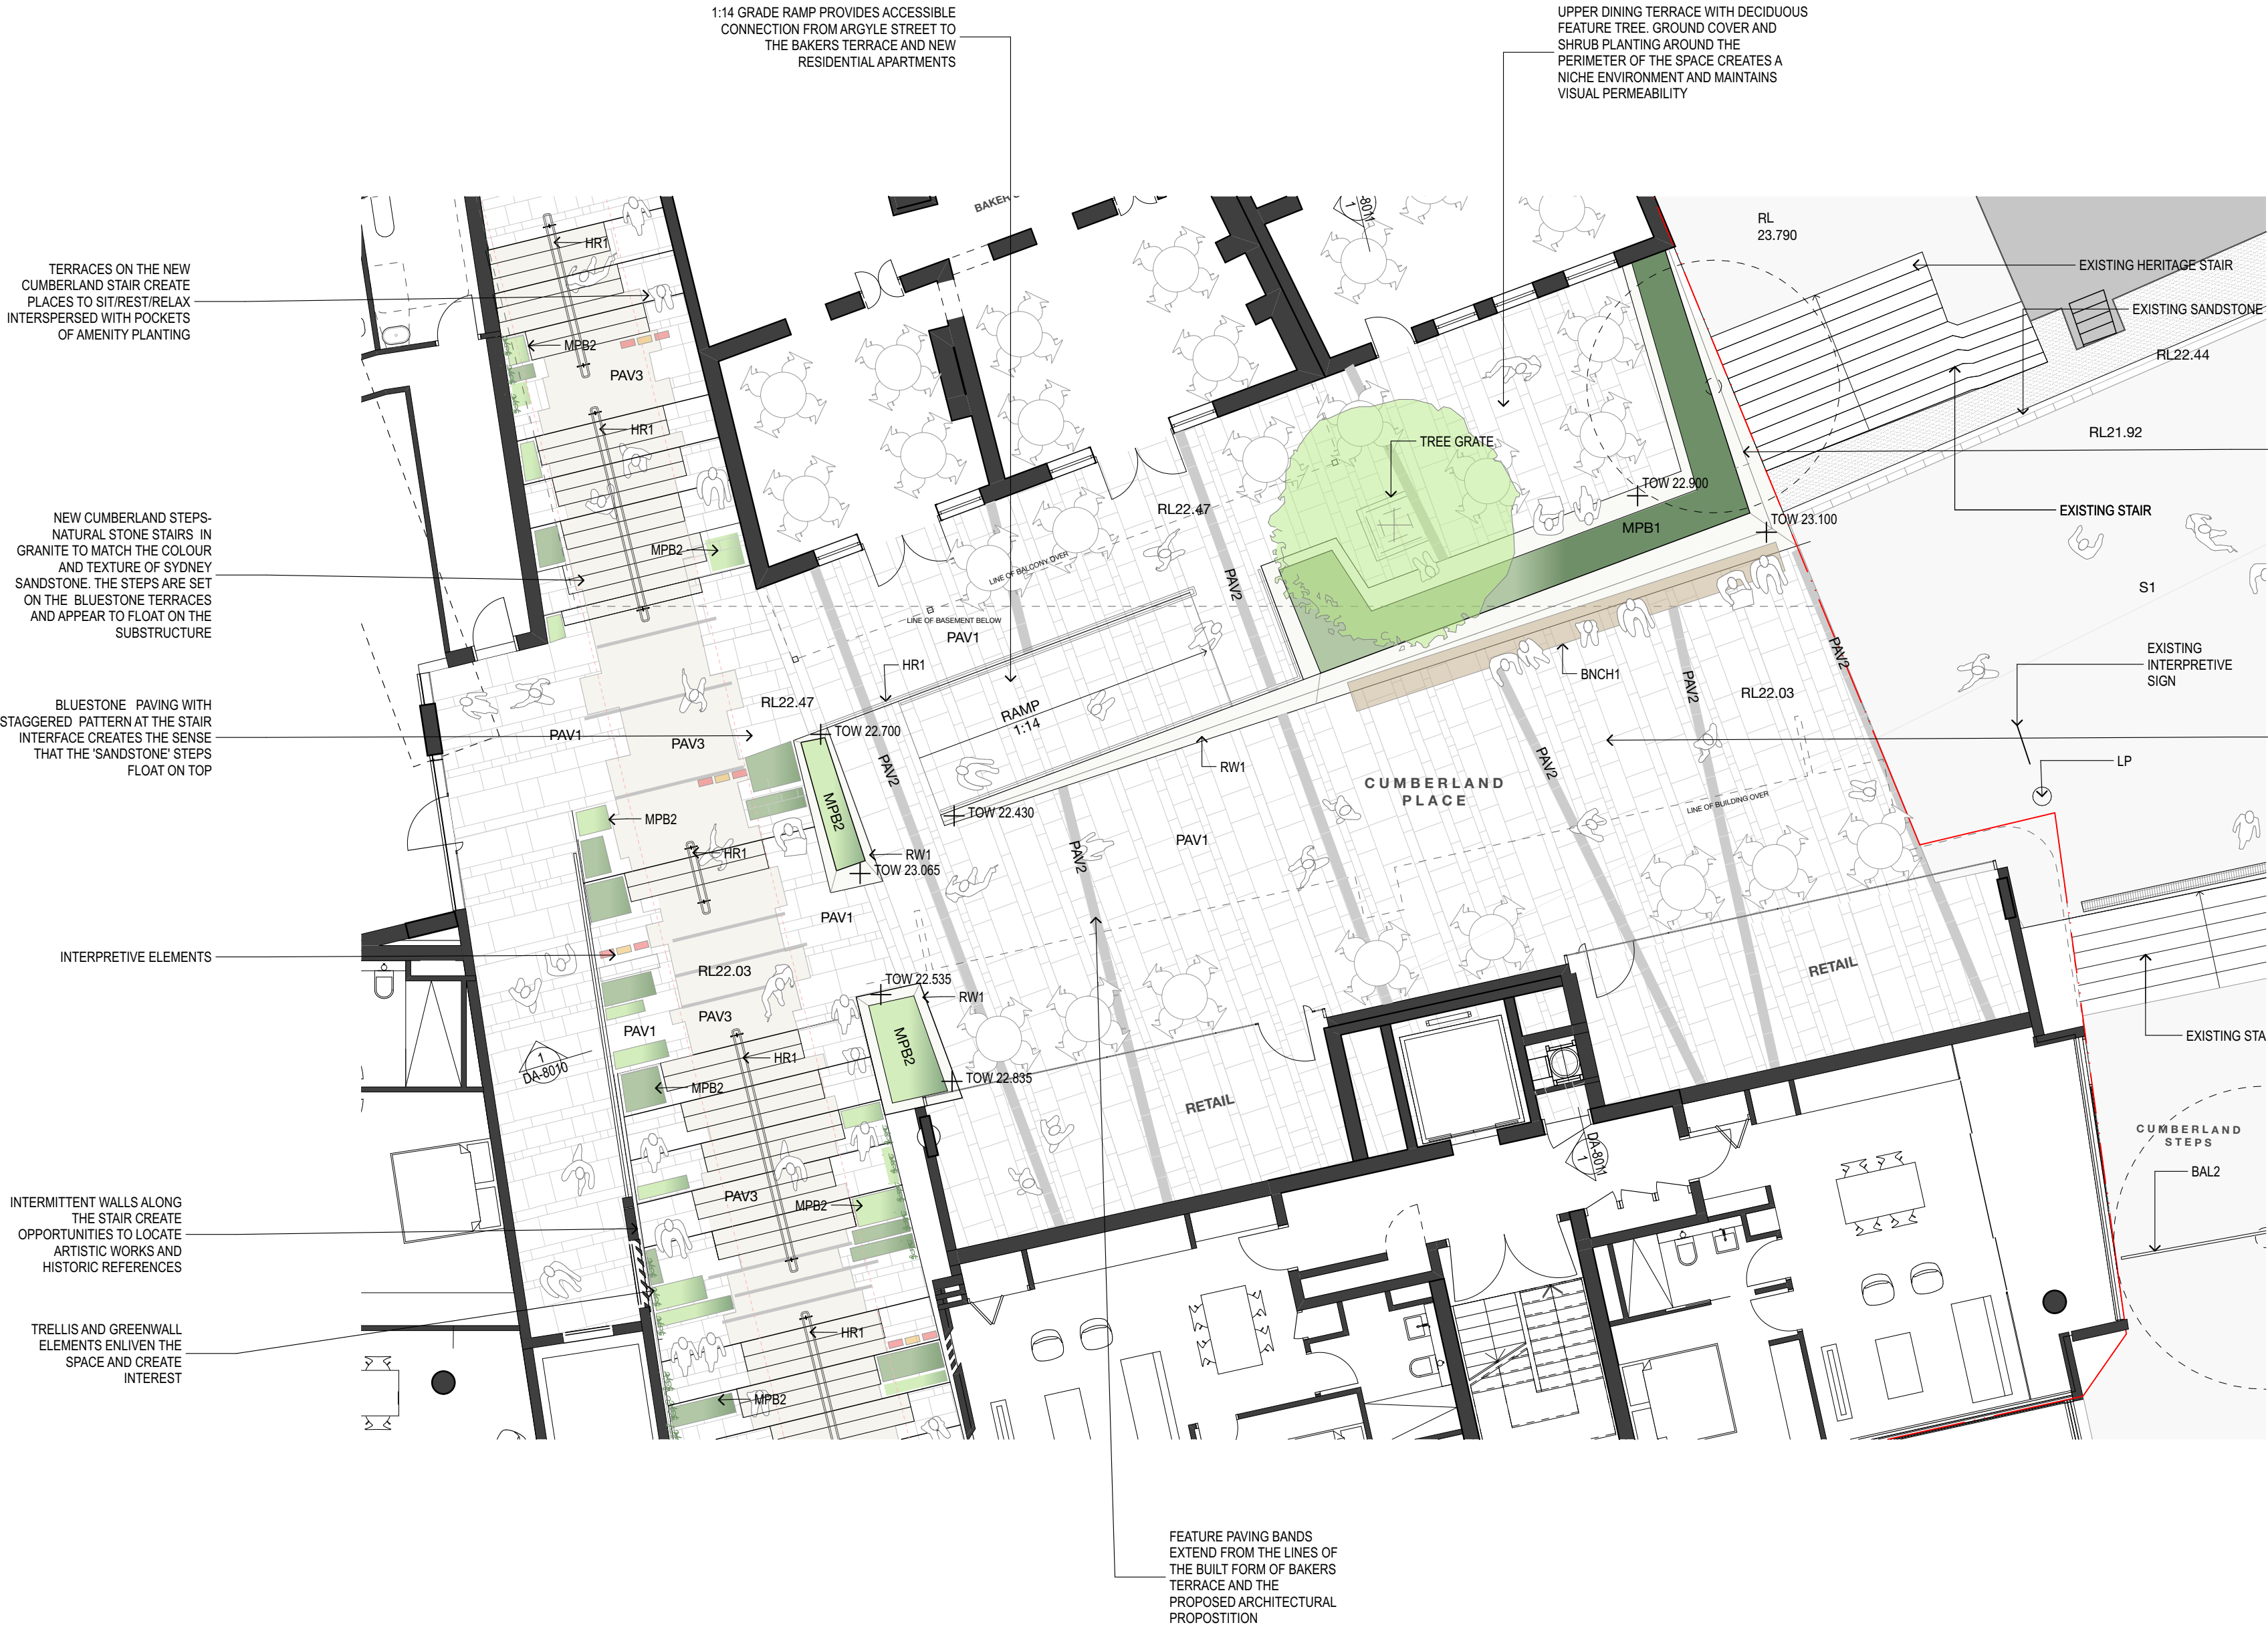 1:14 GRADE RAMP PROVIDES ACCESSIBLE
CONNECTION FROM ARGYLE STREET TO
THE BAKERS TERRACE AND NEW
RESIDENTIAL APARTMENTS
UPPER DINING TERRACE WITH DECIDUOUS
FEATURE TREE. GROUND COVER AND
SHRUB PLANTING AROUND THE
PERIMETER OF THE SPACE CREATES A
NICHE ENVIRONMENT AND MAINTAINS
VISUAL PERMEABILITY
TERRACES ON THE NEW
CUMBERLAND STAIR CREATE
PLACES TO SIT/REST/RELAX
INTERSPERSED WITH POCKETS
OF AMENITY PLANTING
NEW CUMBERLAND STEPS-
NATURAL STONE STAIRS IN
GRANITE TO MATCH THE COLOUR
AND TEXTURE OF SYDNEY
SANDSTONE. THE STEPS ARE SET
ON THE BLUESTONE TERRACES
AND APPEAR TO FLOAT ON THE
SUBSTRUCTURE
BLUESTONE PAVING WITH
STAGGERED PATTERN AT THE STAIR
INTERFACE CREATES THE SENSE
THAT THE 'SANDSTONE' STEPS
FLOAT ON TOP
INTERPRETIVE ELEMENTS
INTERMITTENT WALLS ALONG
THE STAIR CREATE
OPPORTUNITIES TO LOCATE
ARTISTIC WORKS AND
HISTORIC REFERENCES
TRELLIS AND GREENWALL
ELEMENTS ENLIVEN THE
SPACE AND CREATE
INTEREST
HR1
MPB2
PAV3
HR1
MPB2
PAV1
PAV3
RL22.47
MPB2
HR1
PAV1
RL22.03
PAV3
PAV1
HR1
MPB2
1
DA-8010
PAV3
MPB2
HR1
MPB2
BAKER
8011
1
RL22.47
LINE OF BALCONY OVER
LINE OF BASEMENT BELOW
PAV1
HR1
RAMP
1:14
TOW 22.700
MPB2
PAV2
RW1
TOW 23.065
TOW 22.430
RW1
PAV2
TREE GRATE
TOW 22.900
MPB1
TOW 23.100
BNCH1
PAV2
PAV2
PAV2
RL22.03
CUMBERLAND
PLACE
PAV2
PAV1
LINE OF BUILDING OVER
TOW 22.535
RW1
MPB2
TOW 22.835
RETAIL
RETAIL
DA-8011
1
RL
23.790
EXISTING HERITAGE STAIR
EXISTING SANDSTONE
RL22.44
RL21.92
EXISTING STAIR
S1
EXISTING
INTERPRETIVE
SIGN
LP
EXISTING STA
CUMBERLAND
STEPS
BAL2
FEATURE PAVING BANDS
EXTEND FROM THE LINES OF
THE BUILT FORM OF BAKERS
TERRACE AND THE
PROPOSED ARCHITECTURAL
PROPOSTITION